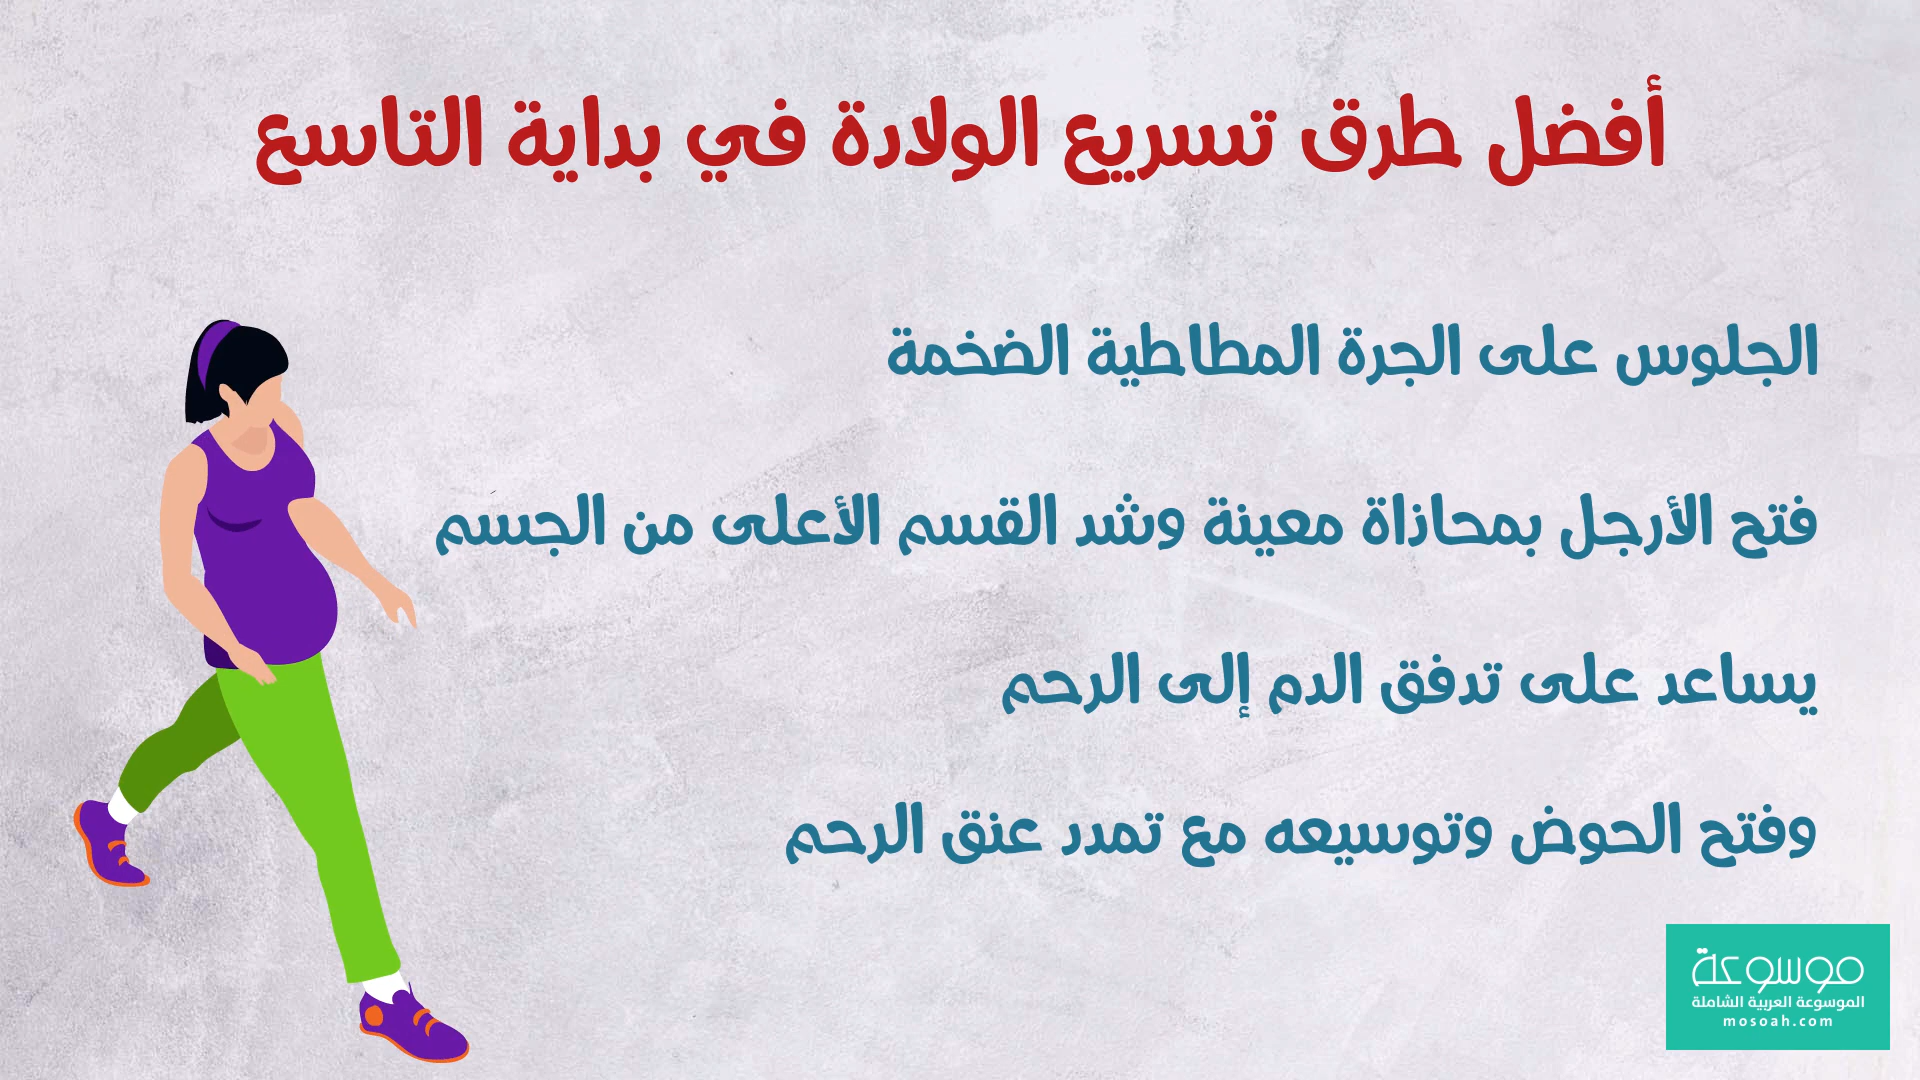 أفضل طرق تسريع الولادة في بداية التاسع
الجلوس على الجرة المطاطية الضخمة
فتح الأرجل بمحاذاة معينة وشد القسم الأعلى من الجسم
يساعد على تدفق الدم إلى الرحم
وفتح الحوض وتوسيعه مع تمدد عنق الرحم
موسوعة
الموسوعة العربية الشاملة
mosoah.com